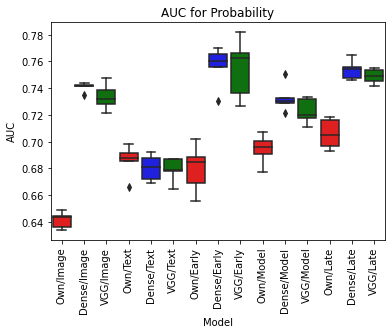 AUC for Probability
AUC
0.78
0.76
0.74
0.72
0.70
0.68
0.66
0.64
Own/Image
Dense/Image
VGG/Image
Own/Text
Dense/Text
VGG/Text
Own/Early
Dense/Early
VGG/Early
Own/Model
Dense/Model
VGG/Model
Own/Late
Dense/Late
VGG/Late
Model